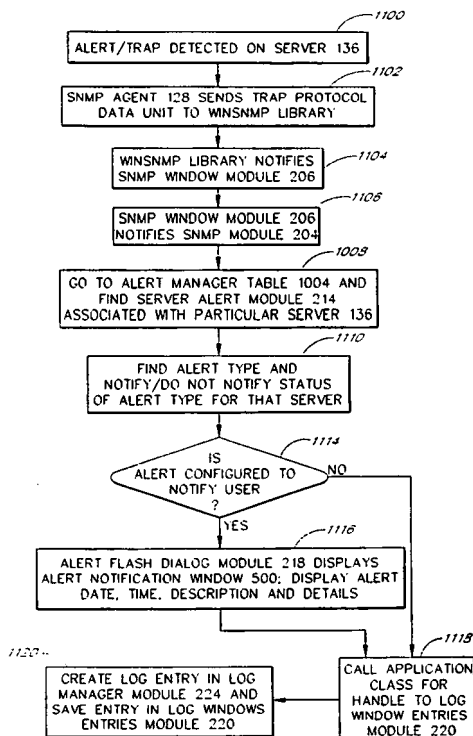 1100
ALERT/TRAP DETECTED ON SERVER 136
1102
SNMP AGENT 128 SENDS TRAP PROTOCOL
DATA UNIT TO WINSNMP LIBRARY
1104
WINSNMP LIBRARY NOTIFIES
SNMP WINDOW MODULE 206
1106
SNMP WINDOW MODULE 206
NOTIFIES SNMP MODULE 204
1008
GO TO ALERT MANAGER TABLE 1004 AND
FIND SERVER ALERT MODULE 214
ASSOCIATED WITH PARTICULAR SERVER 136
1110
FIND ALERT TYPE AND
NOTIFY/DO NOT NOTIFY STATUS
OF ALERT TYPE FOR THAT SERVER
1114
IS
ALERT CONFIGURED TO
NOTIFY USER
?
NO
YES
1116
ALERT FLASH DIALOG MODULE 218 DISPLAYS
ALERT NOTIFICATION WINDOW 500; DISPLAY ALERT
DATE, TIME, DESCRIPTION AND DETAILS
1118
CALL APPLICATION
CLASS FOR
HANDLE TO LOG
WINDOW ENTRIES
MODULE 220
1120
CREATE LOG ENTRY IN LOG
MANAGER MODULE 224 AND
SAVE ENTRY IN LOG WINDOWS
ENTRIES MODULE 220